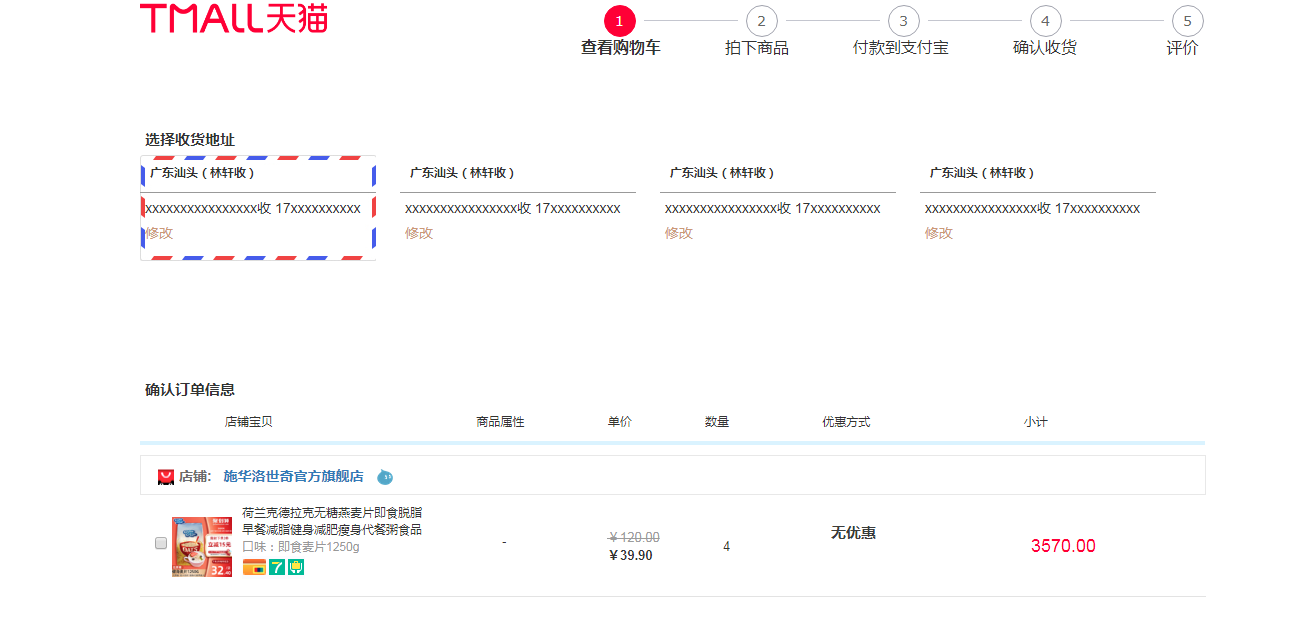 TMALL天猫
1 2 3 4 5
查看购物车 拍下商品 付款到支付宝 确认收货 评价
选择收货地址
广东汕头（林轩收） 广东汕头（林轩收） 广东汕头（林轩收） 广东汕头（林轩收）
xxxxxxxxxxxxxxxx收 17xxxxxxxxxx xxxxxxxxxxxxxxxx收 17xxxxxxxxxx xxxxxxxxxxxxxxxx收 17xxxxxxxxxx xxxxxxxxxxxxxxxx收 17xxxxxxxxxx
修改 修改 修改 修改
确认订单信息
店铺宝贝 商品属性 单价 数量 优惠方式 小计
店铺: 施华洛世奇官方旗舰店
荷兰克德拉克无糖燕麦片即食脱脂
早餐减脂健身减肥瘦身代餐粥食品
口味：即食麦片1250g
7
-
￥120.00
￥39.90
4
无优惠
3570.00
立减15元
32.40